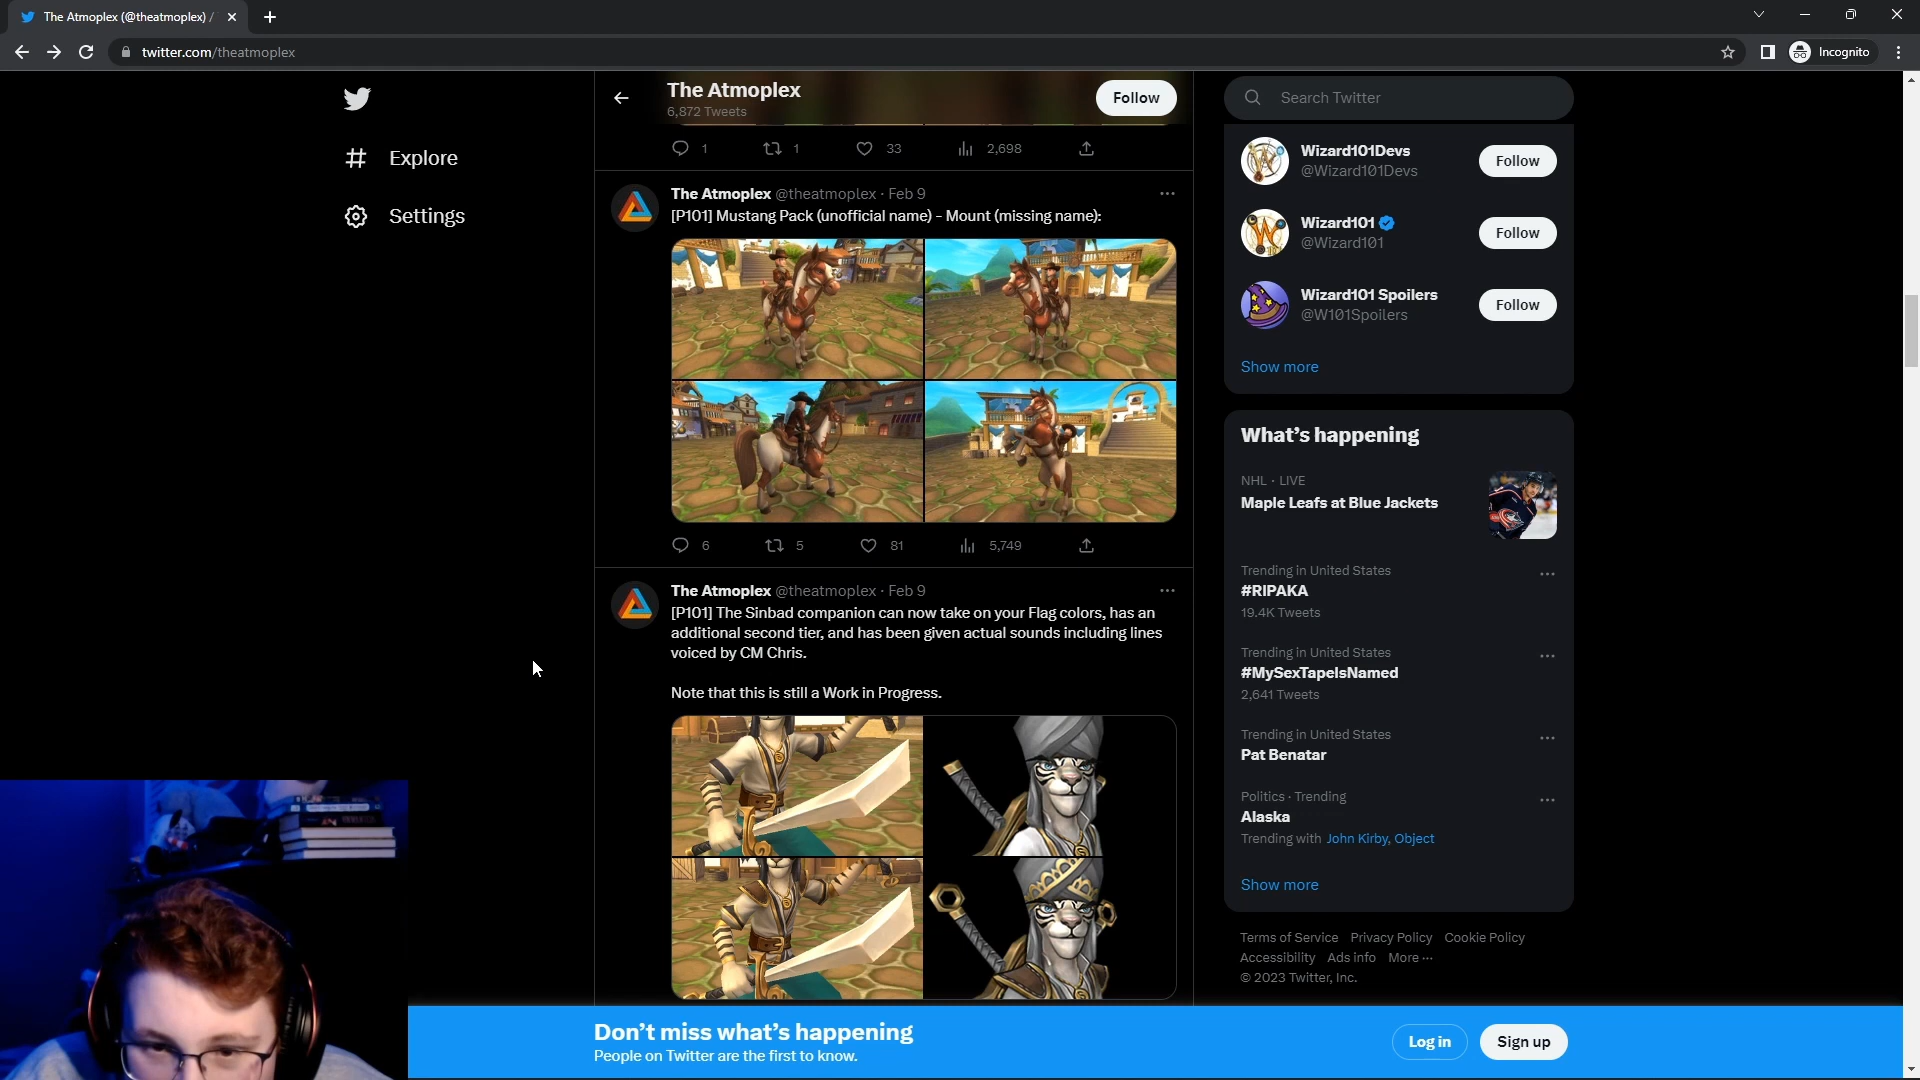 The Atmoplex (@theatmoplex) /
twitter.com/theatmoplex
Incognito
Explore
Settings
The Atmoplex
6,872 Tweets
Follow
1
1
33
2,698
The Atmoplex @theatmoplex · Feb 9
[P101] Mustang Pack (unofficial name) - Mount (missing name):
6
5
81
5,749
The Atmoplex @theatmoplex · Feb 9
[P101] The Sinbad companion can now take on your Flag colors, has an
additional second tier, and has been given actual sounds including lines
voiced by CM Chris.
Note that this is still a Work in Progress.
Search Twitter
Wizard101Devs
@Wizard101Devs
Follow
Wizard101
@Wizard101
Follow
Wizard101 Spoilers
@W101Spoilers
Follow
Show more
What's happening
NHL · LIVE
Maple Leafs at Blue Jackets
Trending in United States
#RIPAKA
19.4K Tweets
Trending in United States
#MySexTapeIsNamed
2,641 Tweets
Trending in United States
Pat Benatar
Politics · Trending
Alaska
Trending with John Kirby, Object
Show more
Terms of Service Privacy Policy Cookie Policy
Accessibility Ads info More ···
© 2023 Twitter, Inc.
Don't miss what's happening
People on Twitter are the first to know.
Log in
Sign up